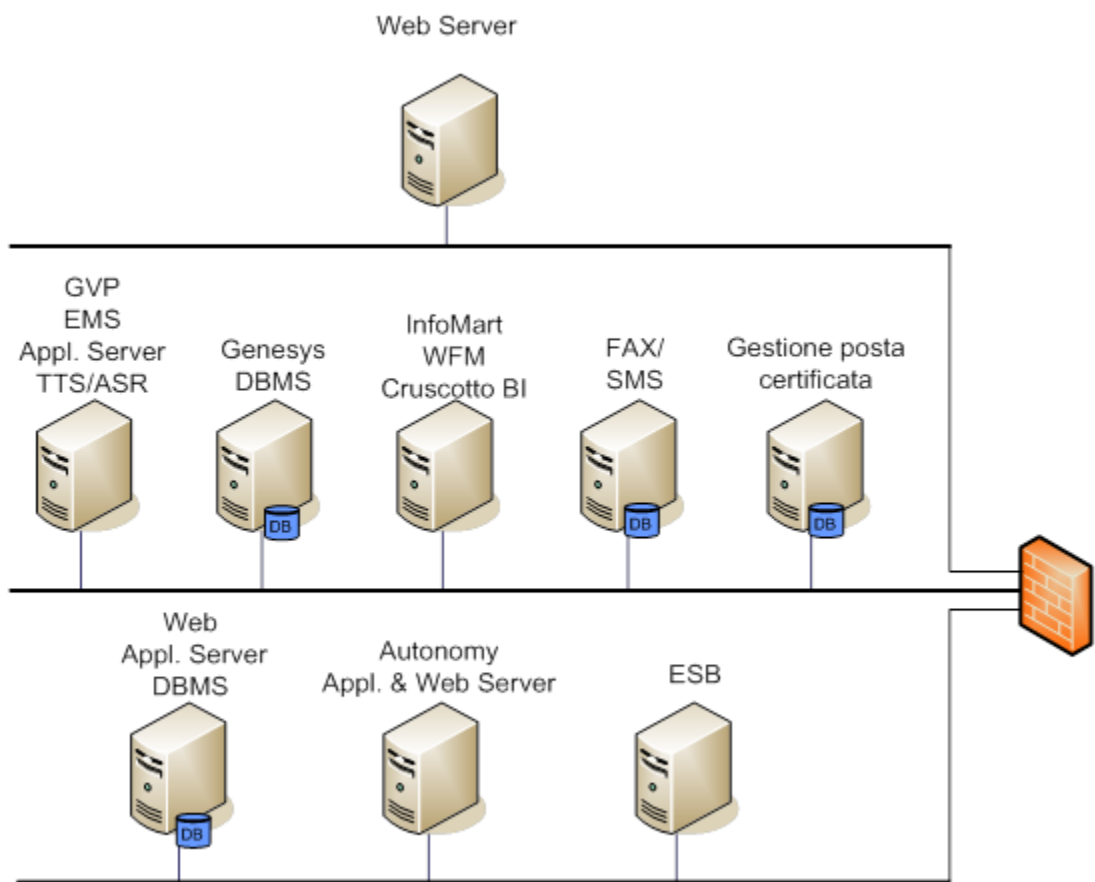 Web Server
GVP
EMS
Appl. Server
TTS/ASR
Genesys
DBMS
DB
InfoMart
WFM
Cruscotto BI
FAX/
SMS
DB
Gestione posta
certificata
DB
Web
Appl. Server
DBMS
DB
Autonomy
Appl. & Web Server
ESB